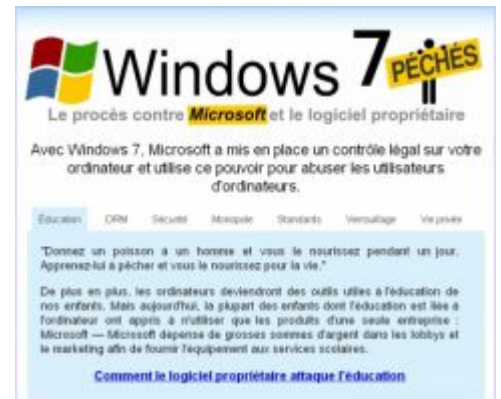 Windows 7 PÉCHÉS
Le procès contre Microsoft et le logiciel propriétaire
Avec Windows 7, Microsoft a mis en place un contrôle légal sur votre
ordinateur et utilise ce pouvoir pour abuser les utilisateurs
d'ordinateurs.
Éducation DRM Sécurité Monopole Standards Verrouillage Vie privée
"Donnez un poisson à un homme et vous le nourissez pendant un jour.
Apprenez-lui à pêcher et vous le nourissez pour la vie."
De plus en plus, les ordinateurs deviendront des outils utiles à l'éducation de
nos enfants. Mais aujourd'hui, la plupart des enfants dont l'éducation est liée à
l'ordinateur ont appris à n'utiliser que les produits d'une seule entreprise :
Microsoft — Microsoft dépense de grosses sommes d'argent dans les lobbys et
le marketing afin de fournir l'équipement aux services scolaires.
Comment le logiciel propriétaire attaque l'éducation